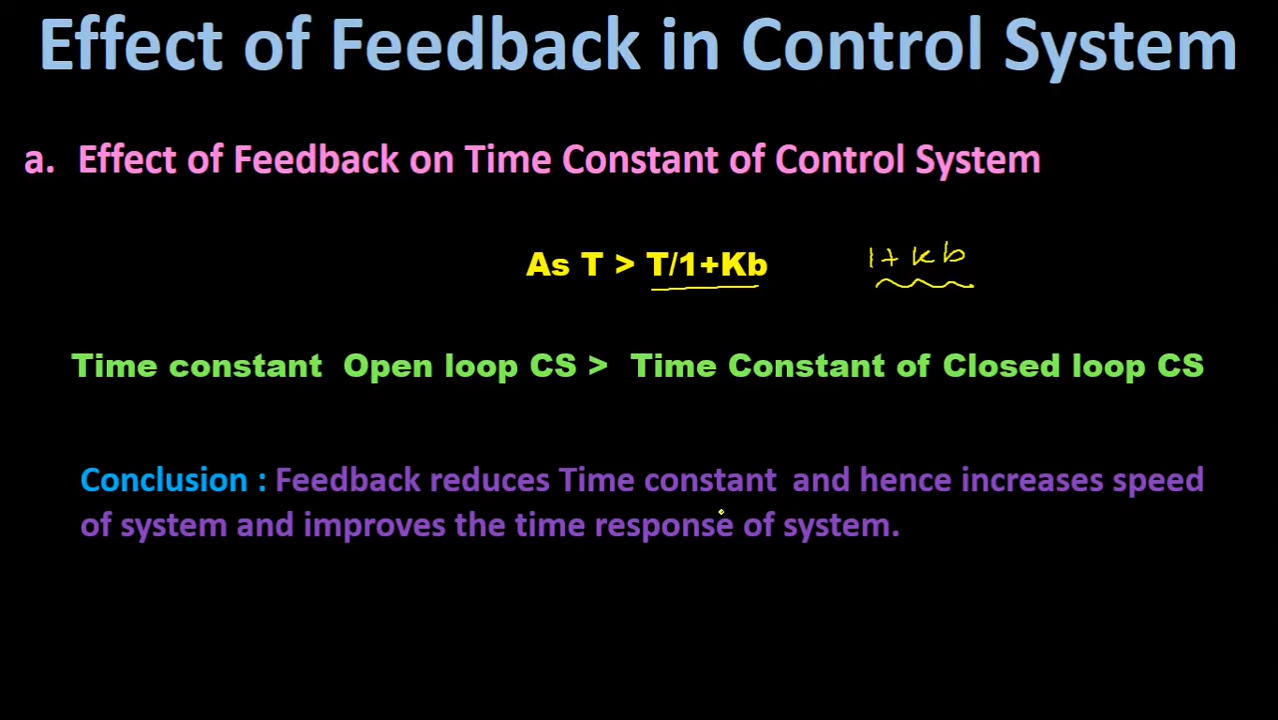 Effect of Feedback in Control System
a. Effect of Feedback on Time Constant of Control System
As T > T/1+Kb 1+kb
Time constant Open loop CS > Time Constant of Closed loop CS
Conclusion : Feedback reduces Time constant and hence increases speed
of system and improves the time response of system.